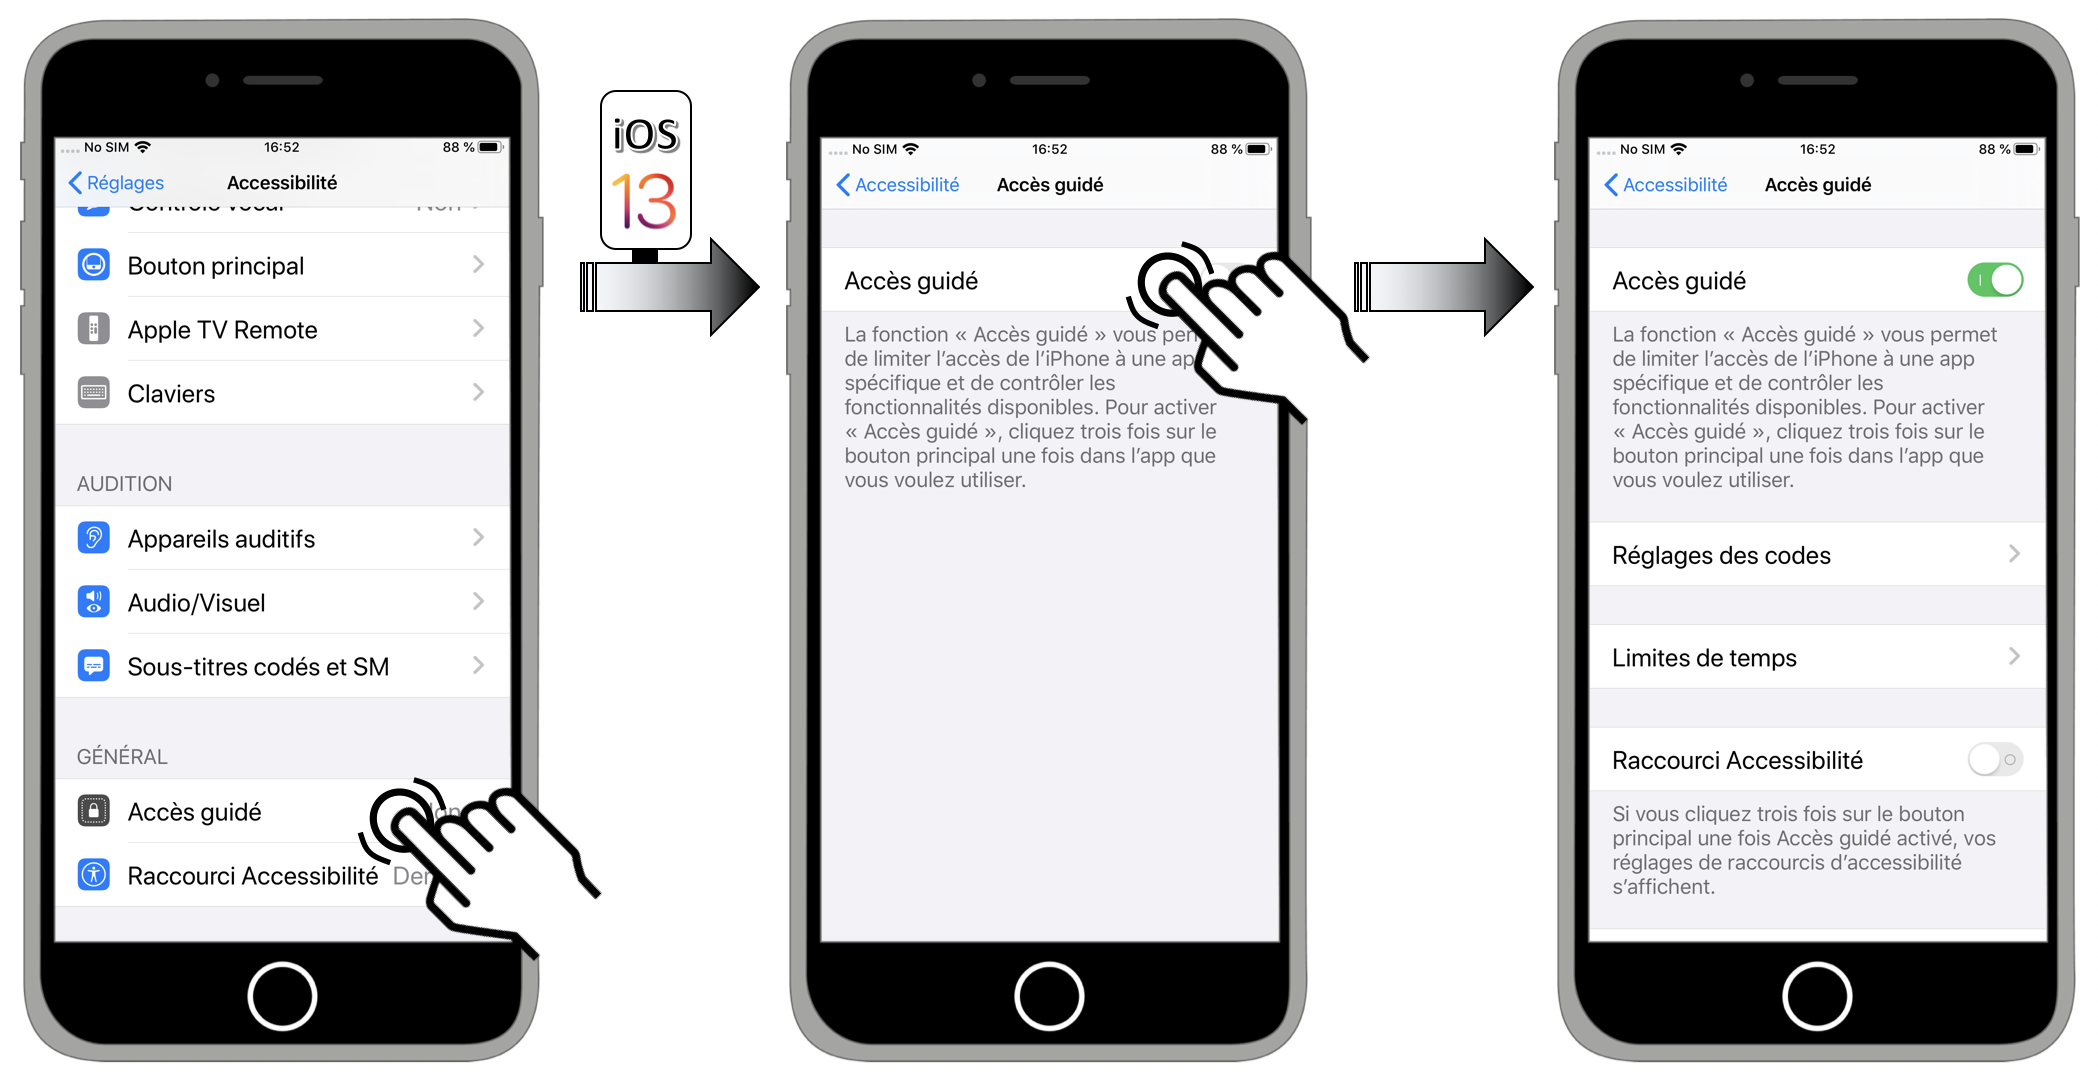 No SIM 16:52 88 %
Réglages Accessibilité
Contrôle vocal Non
Bouton principal
Apple TV Remote
Claviers
AUDITION
Appareils auditifs
Audio/Visuel
Sous-titres codés et SM
GÉNÉRAL
Accès guidé
Raccourci Accessibilité
iOS
13
No SIM 16:52 88 %
Accessibilité Accès guidé
Accès guidé
La fonction « Accès guidé » vous
de limiter l’accès de l’iPhone à une
spécifique et de contrôler les
fonctionnalités disponibles. Pour activer
« Accès guidé », cliquez trois fois sur le
bouton principal une fois dans l’app que
vous voulez utiliser.
No SIM 16:52 88 %
Accessibilité Accès guidé
Accès guidé
La fonction « Accès guidé » vous permet
de limiter l’accès de l’iPhone à une app
spécifique et de contrôler les
fonctionnalités disponibles. Pour activer
« Accès guidé », cliquez trois fois sur le
bouton principal une fois dans l’app que
vous voulez utiliser.
Réglages des codes
Limites de temps
Raccourci Accessibilité
Si vous cliquez trois fois sur le bouton
principal une fois Accès guidé activé, vos
réglages de raccourcis d’accessibilité
s’affichent.